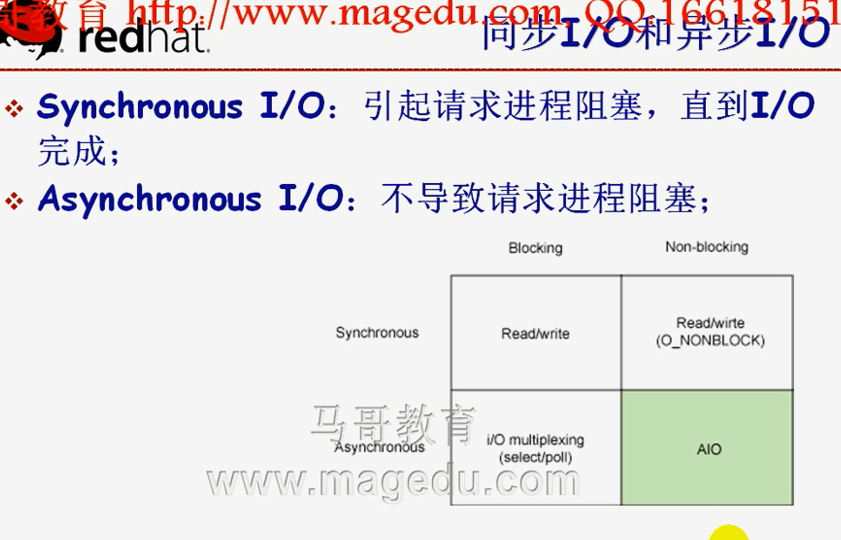 哥教育 http://www.magedu.com, QQ:16618151
redhat.
同步I/O和异步I/O
Synchronous I/O：引起请求进程阻塞，直到I/O
完成；
Asynchronous I/O：不导致请求进程阻塞；
Blocking
Non-blocking
Synchronous
Read/write
Read/wirte
(O_NONBLOCK)
马哥教育
Asynchronous
i/O multiplexing
(select/poll)
AIO
www.magedu.com